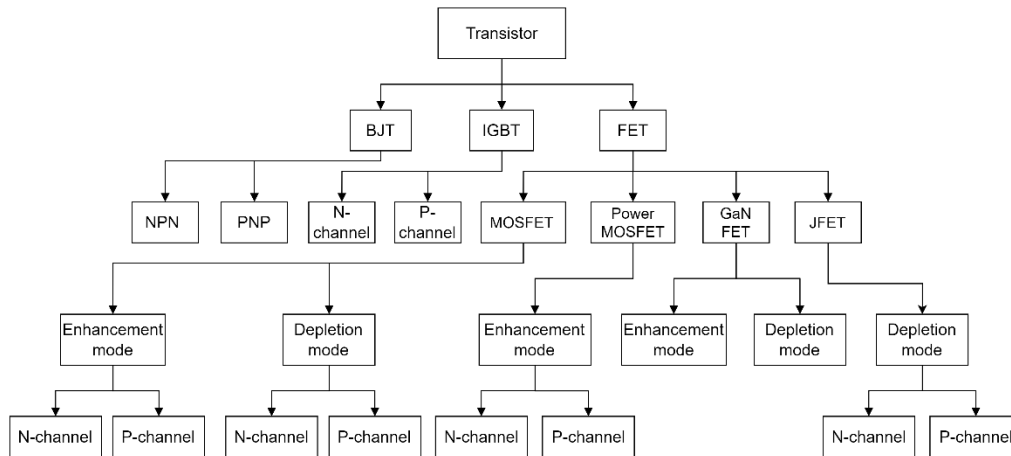 Transistor
BJT
IGBT
FET
NPN
PNP
N-
channel
P-
channel
MOSFET
Power
MOSFET
GaN
FET
JFET
Enhancement
mode
Depletion
mode
Enhancement
mode
Enhancement
mode
Depletion
mode
Depletion
mode
N-channel
P-channel
N-channel
P-channel
N-channel
P-channel
N-channel
P-channel